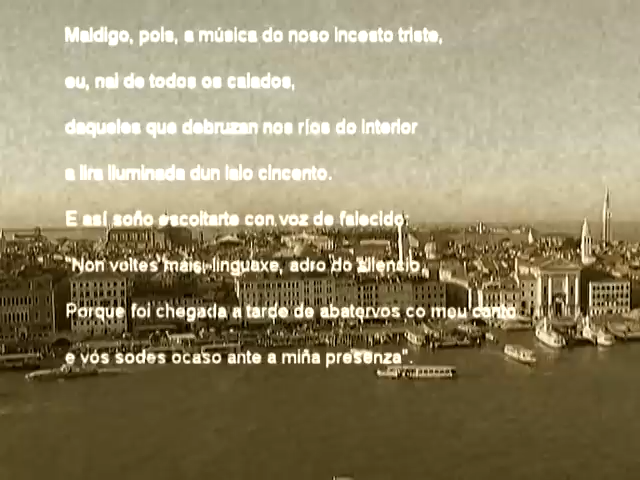 Maldigo, pois, a música do noso incesto triste,
eu, nai de todos os calados,
daqueles que debruzan nos ríos do interior
a lira iluminada dun laio cincento.
E así soño escoitarte con voz de falecido:
"Non voltes máis, linguaxe, adro do silencio,
Porque foi chegada a tarde de abatervos co meu canto
e vós sodes ocaso ante a miña presenza".